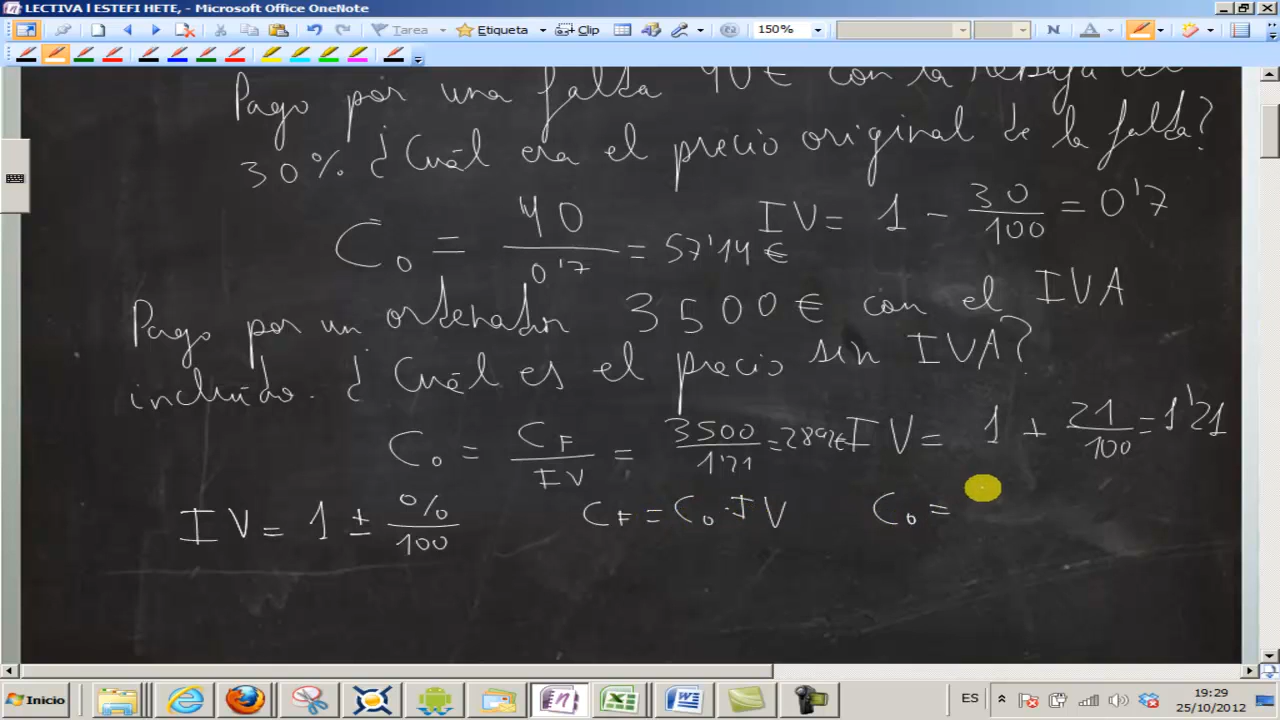 LECTIVA I ESTEFI HETE, - Microsoft Office OneNote
Tarea Etiqueta Clip 150% N A
Pago por una falda 40 € con la rebaja del
30% ¿Cuál era el precio original de la falda?
C₀ = 40 / 0'7 = 57'14 € IV = 1 - 30/100 = 0'7
Pago por un ordenador 3500 € con el IVA
incluído. ¿Cuál es el precio sin IVA?
C₀ = C_F / IV = 3500 / 1'21 = 2892€ IV = 1 + 21/100 = 1'21
IV = 1 ± %/100 C_F = C₀ · IV C₀ =
Inicio ES 19:29
25/10/2012